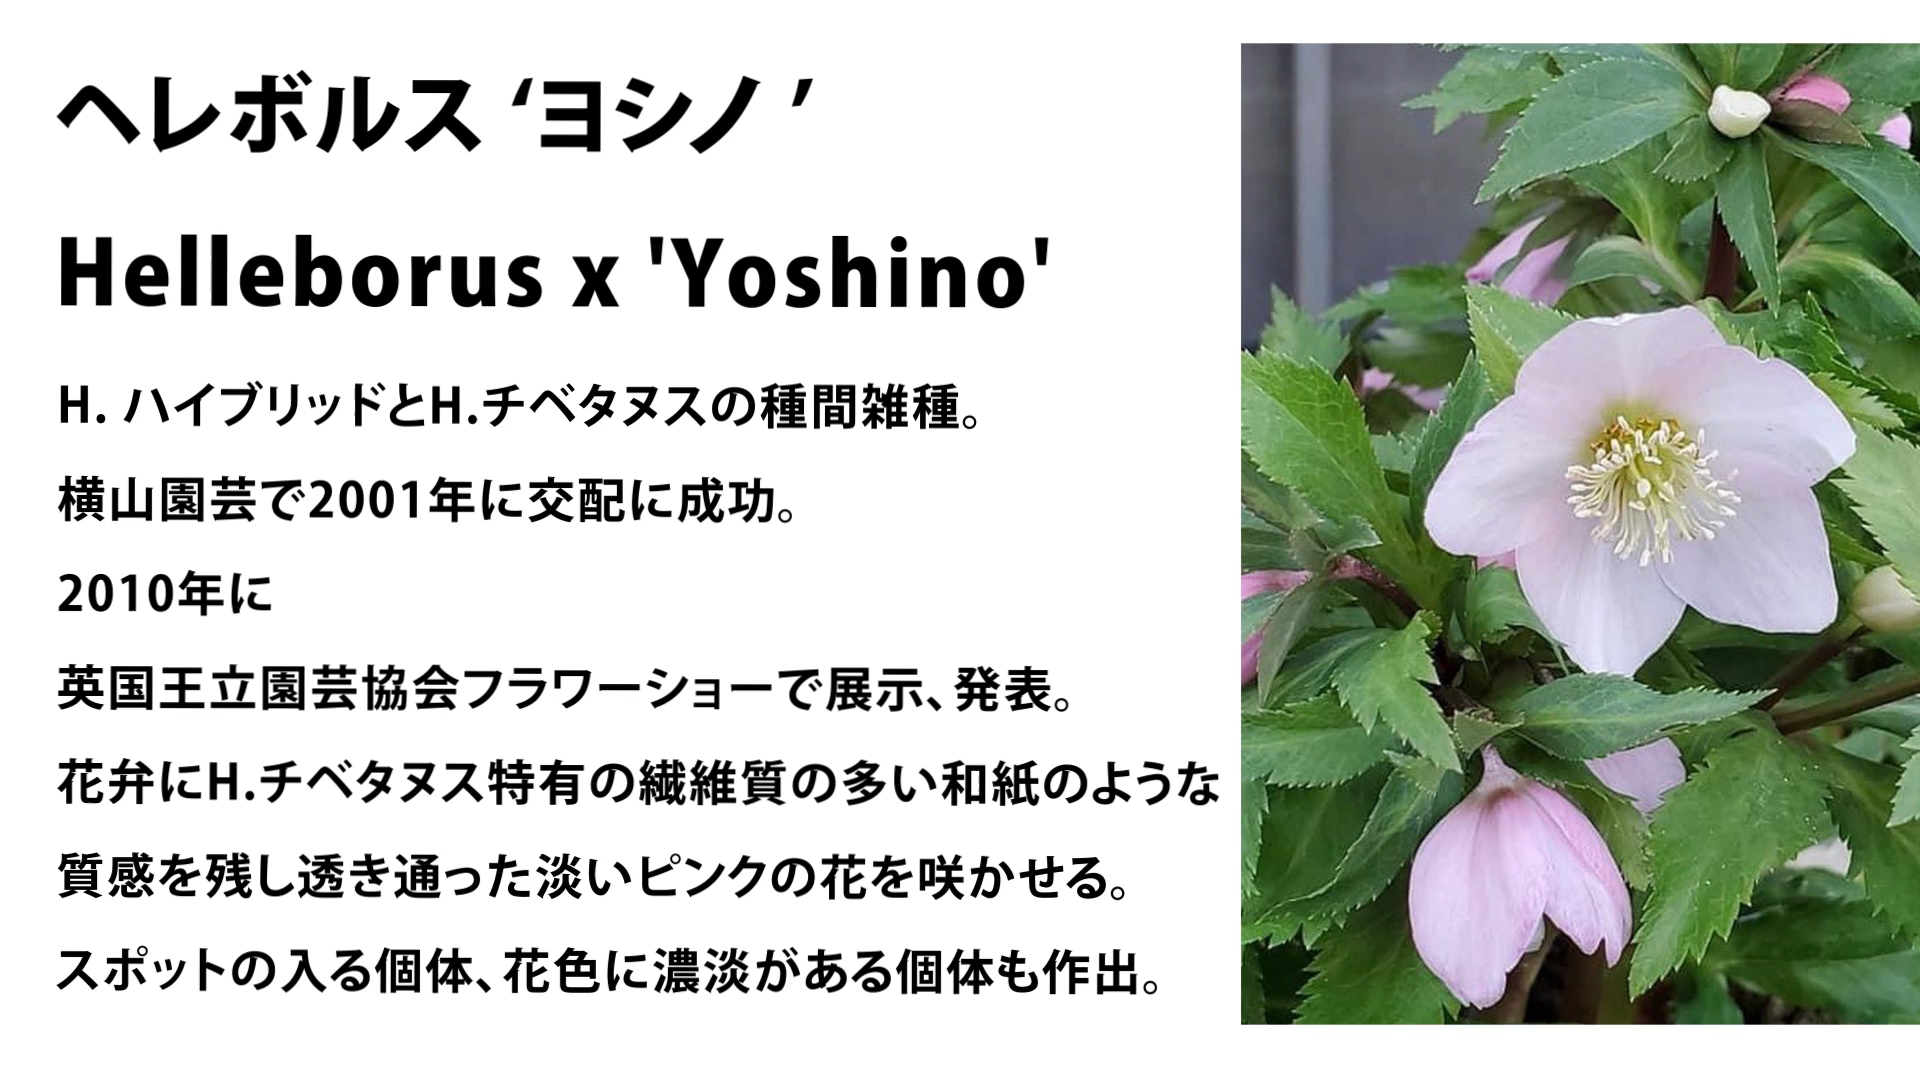 ヘレボルス ‘ヨシノ ’
Helleborus x 'Yoshino'
H. ハイブリッドとH.チベタヌスの種間雑種。
横山園芸で2001年に交配に成功。
2010年に
英国王立園芸協会フラワーショーで展示、発表。
花弁にH.チベタヌス特有の繊維質の多い和紙のような
質感を残し透き通った淡いピンクの花を咲かせる。
スポットの入る個体、花色に濃淡がある個体も作出。